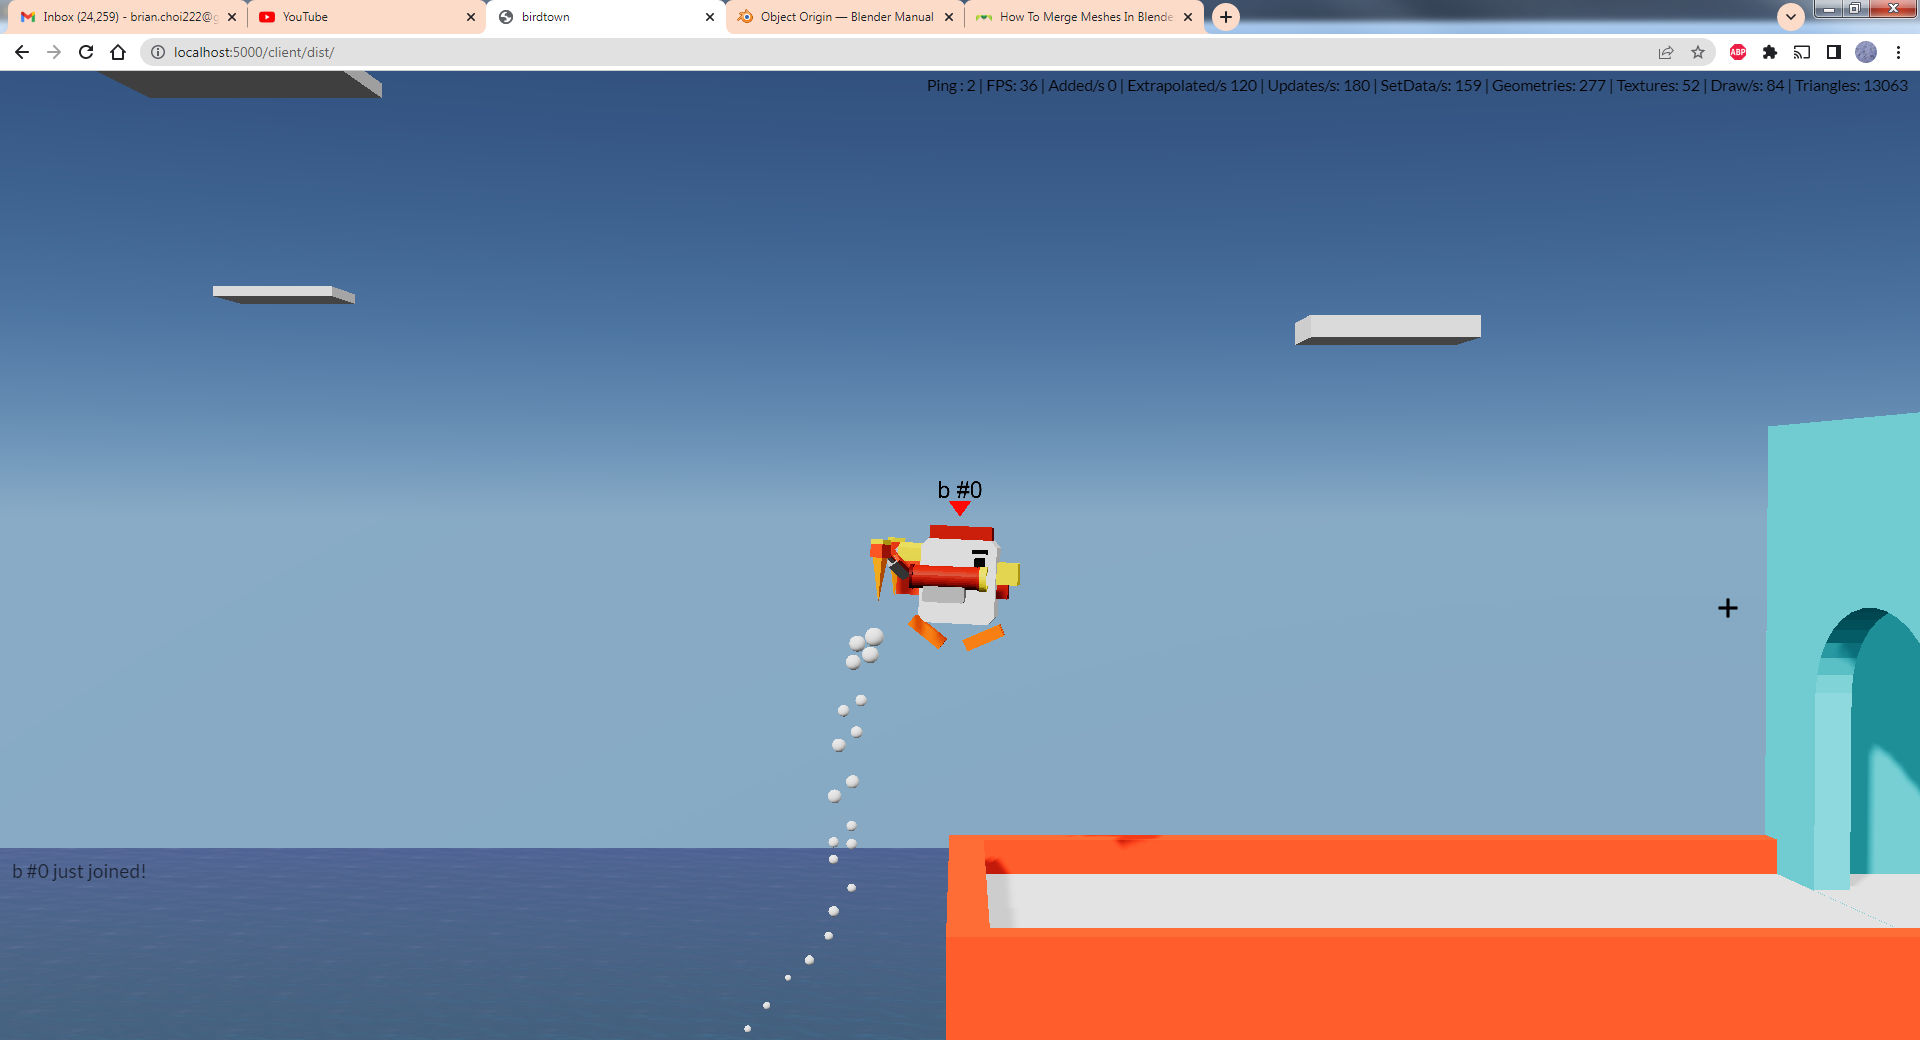 Inbox (24,259) - brian.choi222@g
YouTube
birdtown
Object Origin — Blender Manual
How To Merge Meshes In Blende
localhost:5000/client/dist/
ABP
Ping : 2 | FPS: 36 | Added/s 0 | Extrapolated/s 120 | Updates/s: 180 | SetData/s: 159 | Geometries: 277 | Textures: 52 | Draw/s: 84 | Triangles: 13063
b #0
b #0 just joined!